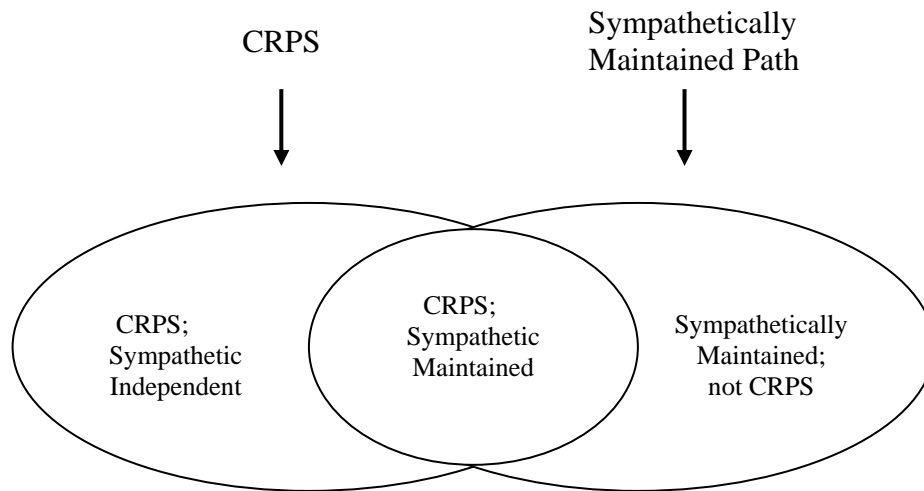 CRPS
Sympathetically
Maintained Path
CRPS;
Sympathetic
Independent
CRPS;
Sympathetic
Maintained
Sympathetically
Maintained;
not CRPS